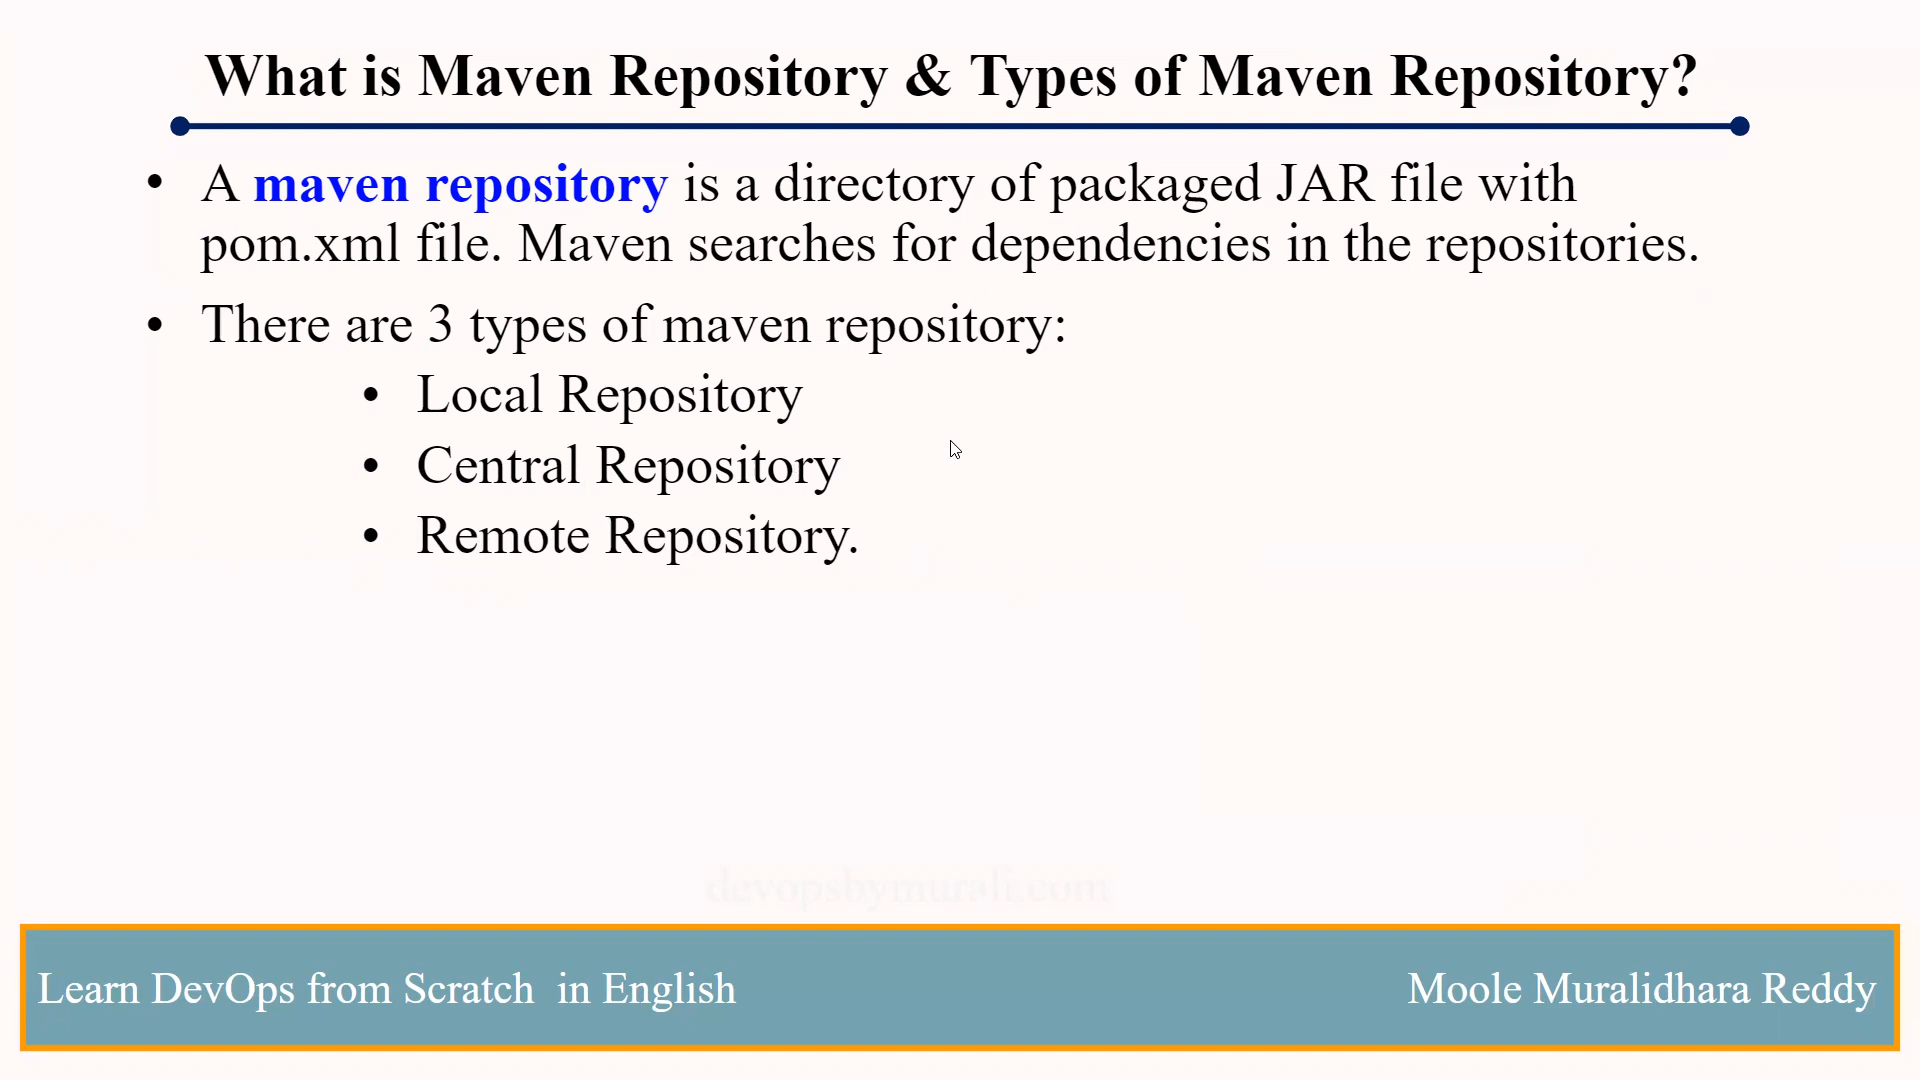 What is Maven Repository & Types of Maven Repository?
• A maven repository is a directory of packaged JAR file with
pom.xml file. Maven searches for dependencies in the repositories.
• There are 3 types of maven repository:
• Local Repository
• Central Repository
• Remote Repository.
devopsbymurali.com
Learn DevOps from Scratch  in English
Moole Muralidhara Reddy